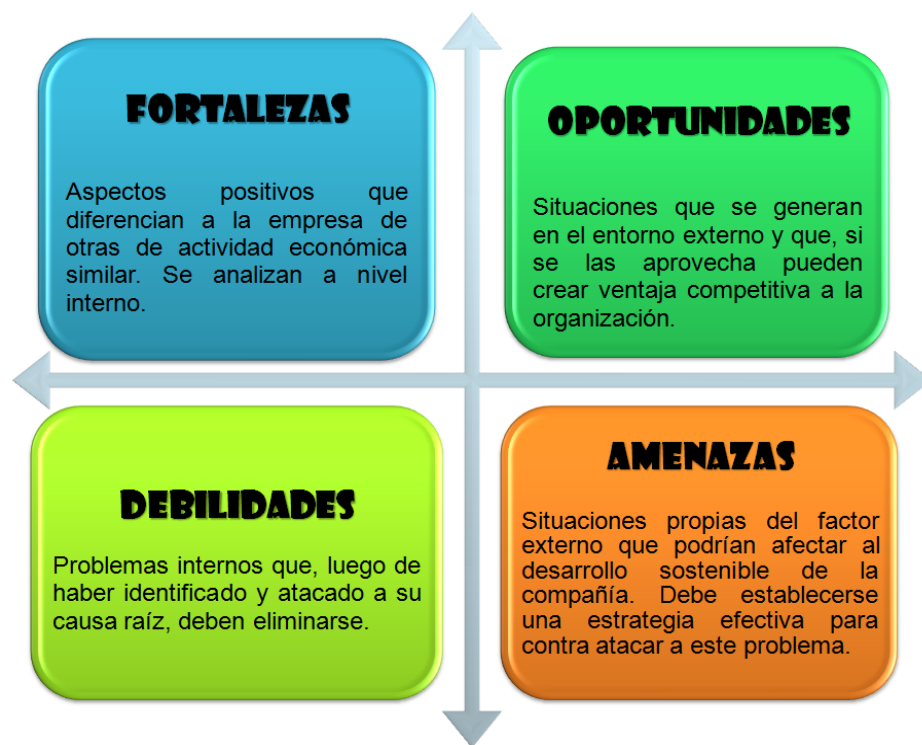 FORTALEZAS
Aspectos positivos que
diferencian a la empresa de
otras de actividad económica
similar. Se analizan a nivel
interno.
OPORTUNIDADES
Situaciones que se generan
en el entorno externo y que, si
se las aprovecha pueden
crear ventaja competitiva a la
organización.
DEBILIDADES
Problemas internos que, luego de
haber identificado y atacado a su
causa raíz, deben eliminarse.
AMENAZAS
Situaciones propias del factor
externo que podrían afectar al
desarrollo sostenible de la
compañía. Debe establecerse
una estrategia efectiva para
contra atacar a este problema.